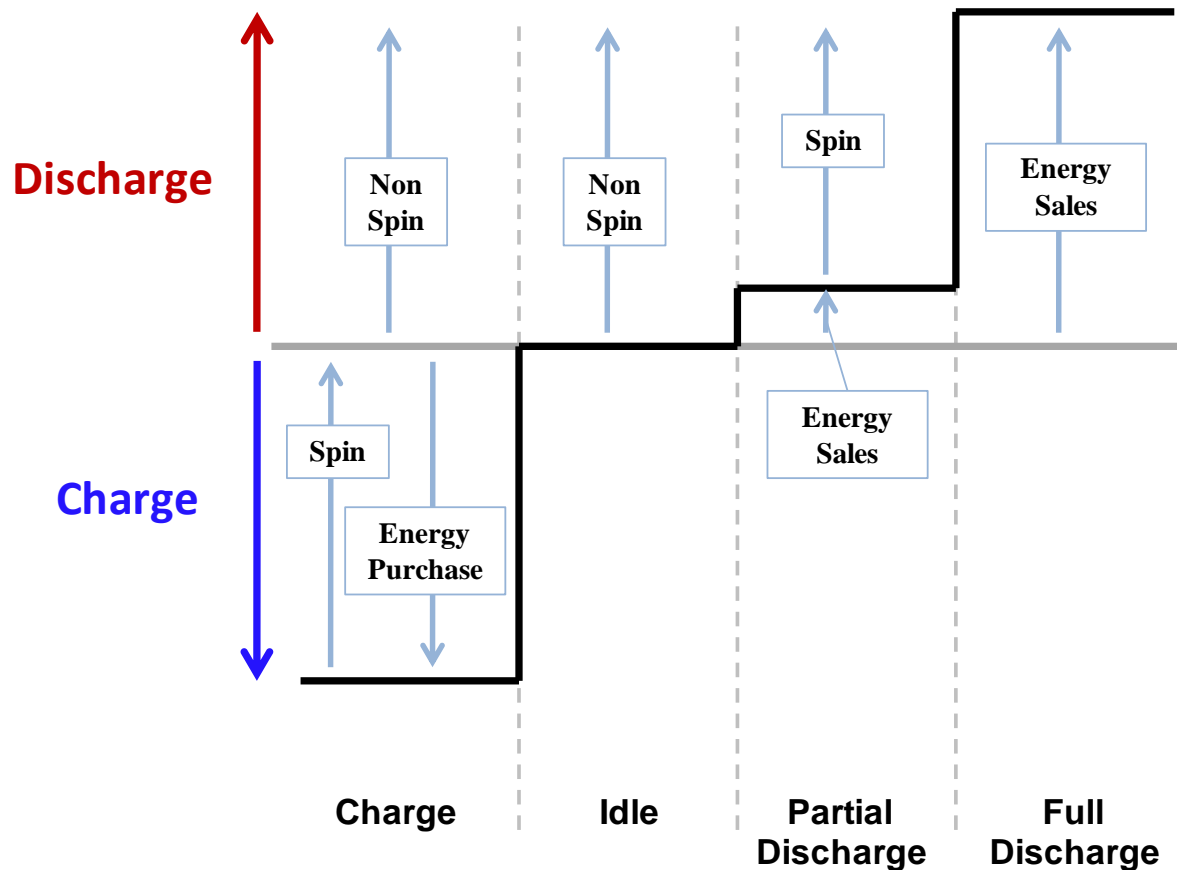 Discharge
Charge
Non
Spin
Non
Spin
Spin
Energy
Sales
Spin
Energy
Purchase
Energy
Sales
Charge
Idle
Partial
Discharge
Full
Discharge